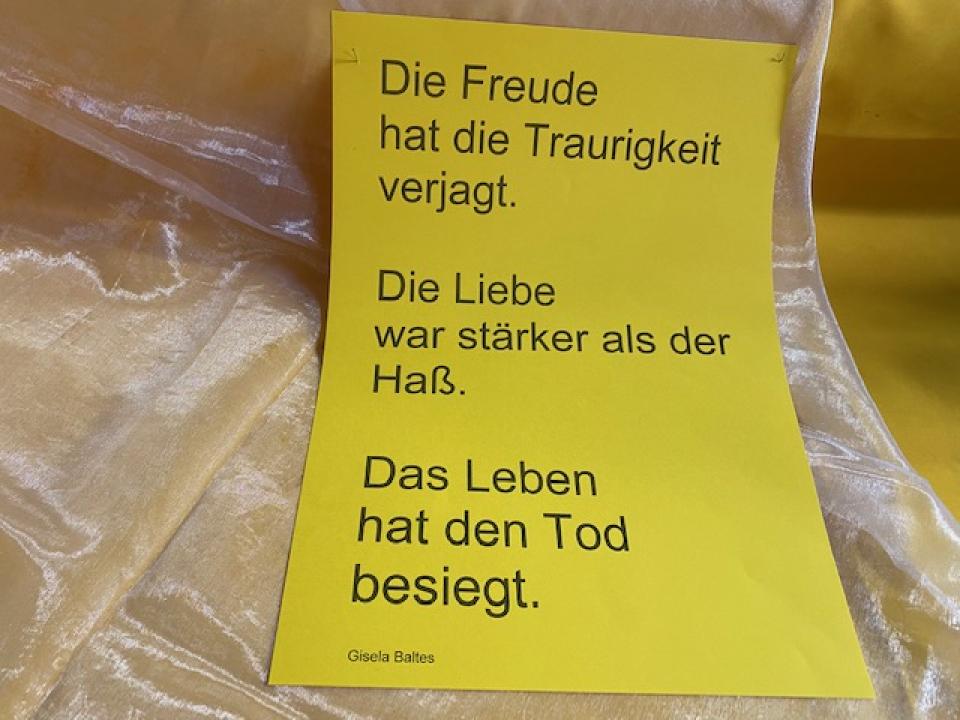 Die Freude
hat die Traurigkeit
verjagt.
Die Liebe
war stärker als der
Haß.
Das Leben
hat den Tod
besiegt.
Gisela Baltes